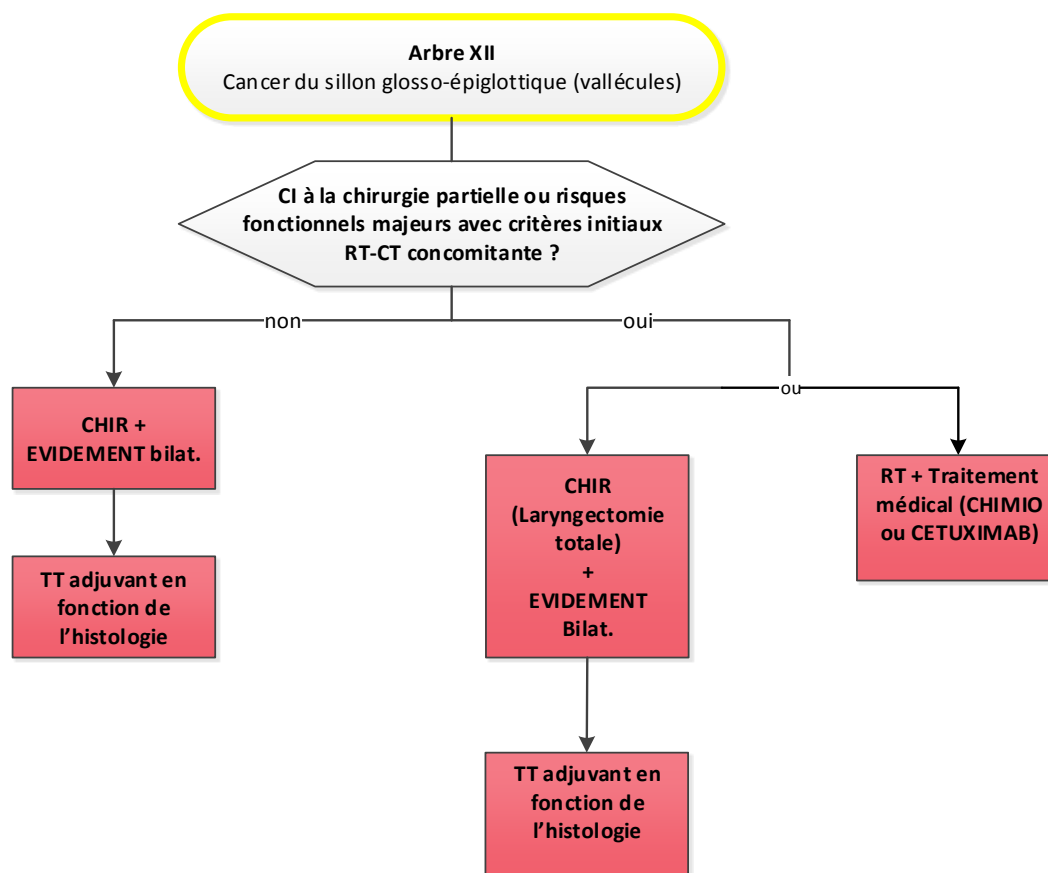 Arbre XII
Cancer du sillon glosso-épiglottique (vallécules)
CI à la chirurgie partielle ou risques
fonctionnels majeurs avec critères initiaux
RT-CT concomitante ?
non
oui
ou
CHIR +
EVIDEMENT bilat.
TT adjuvant en
fonction de
l’histologie
CHIR
(Laryngectomie
totale)
+
EVIDEMENT
Bilat.
RT + Traitement
médical (CHIMIO
ou CETUXIMAB)
TT adjuvant en
fonction de
l’histologie